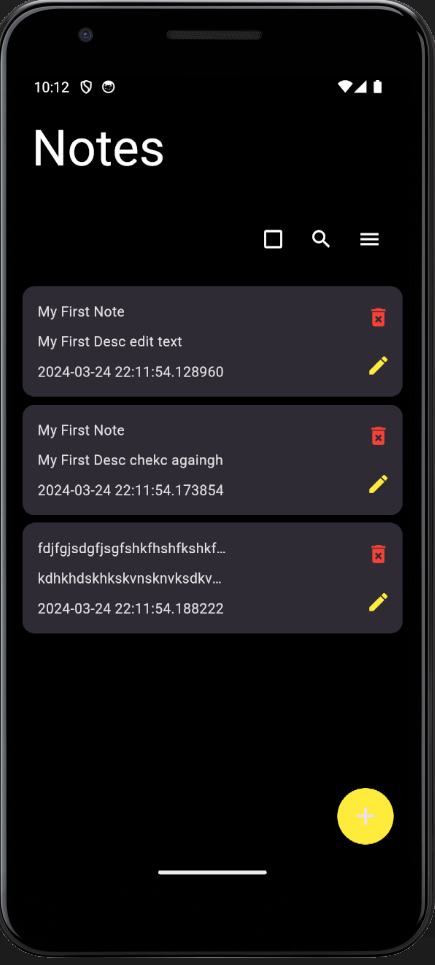 10:12
Notes
My First Note
My First Desc edit text
2024-03-24 22:11:54.128960
My First Note
My First Desc chekc againgh
2024-03-24 22:11:54.173854
fdjfgjsdgfjsgfshkfhshfkshkf...
kdhkhdskhkskvnsknvksdkv...
2024-03-24 22:11:54.188222